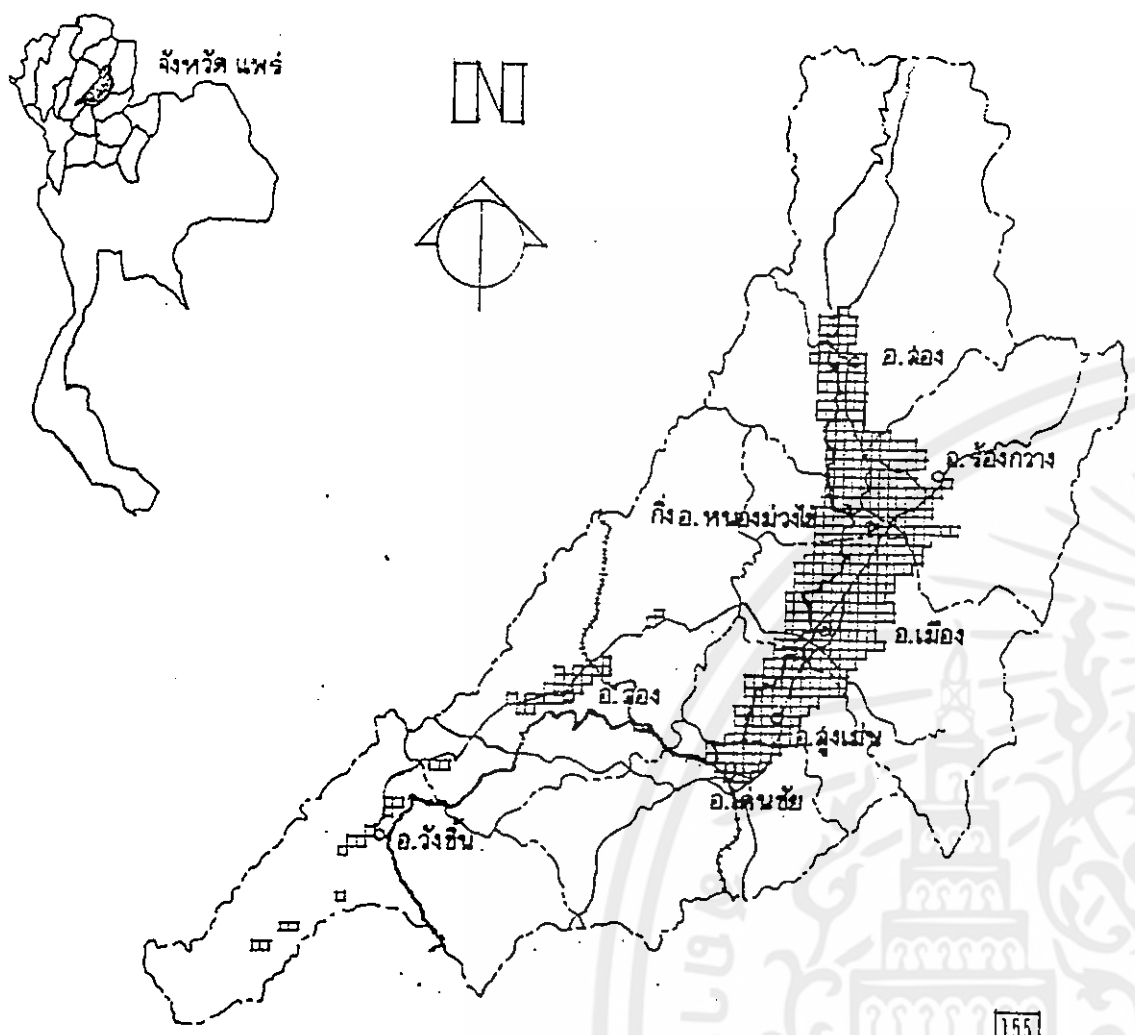 จังหวัด แพร่
N
อ.สอง
อ.ร้องกวาง
กิ่งอ.หนองม่วงไข่
อ.เมือง
อ.ลอง
อ.สูงเม่น
อ.เด่นชัย
อ.วังชิ้น
155